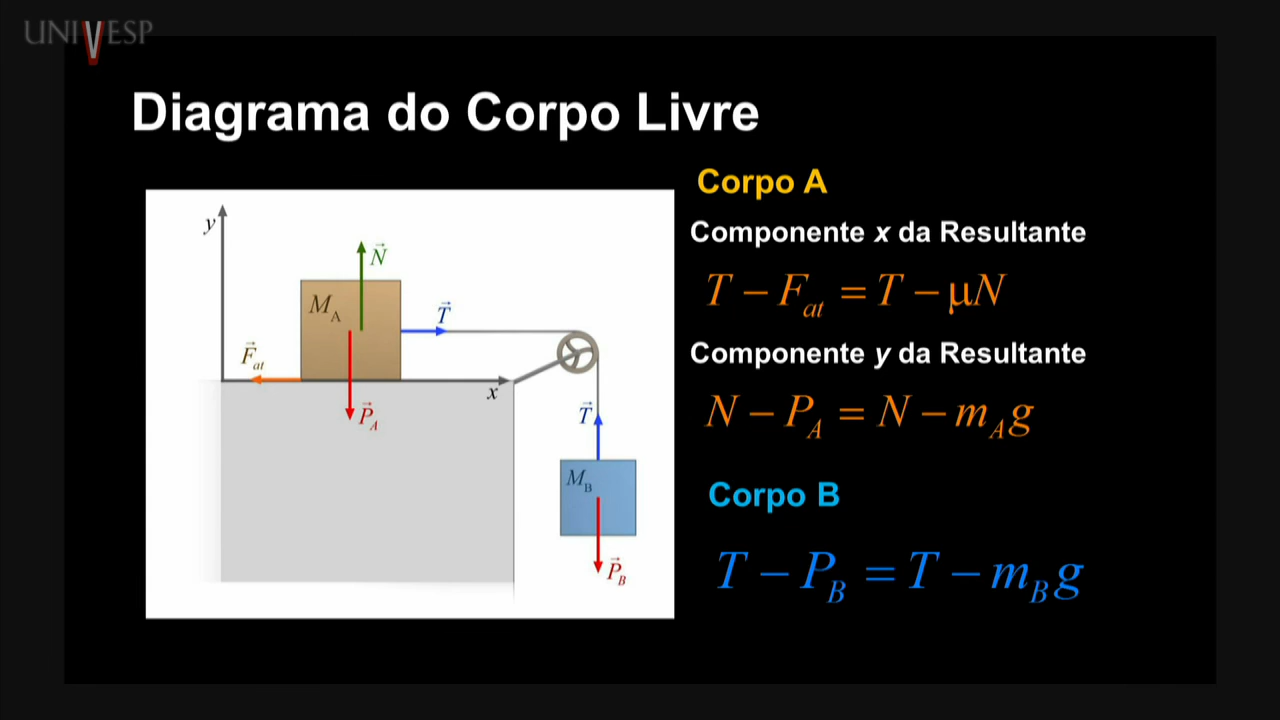 UNIVESP
Diagrama do Corpo Livre
y
N
M_A
T
F_at
x
P_A
T
M_B
P_B
Corpo A
Componente x da Resultante
T − F_at = T − μN
Componente y da Resultante
N − P_A = N − m_A g
Corpo B
T − P_B = T − m_B g